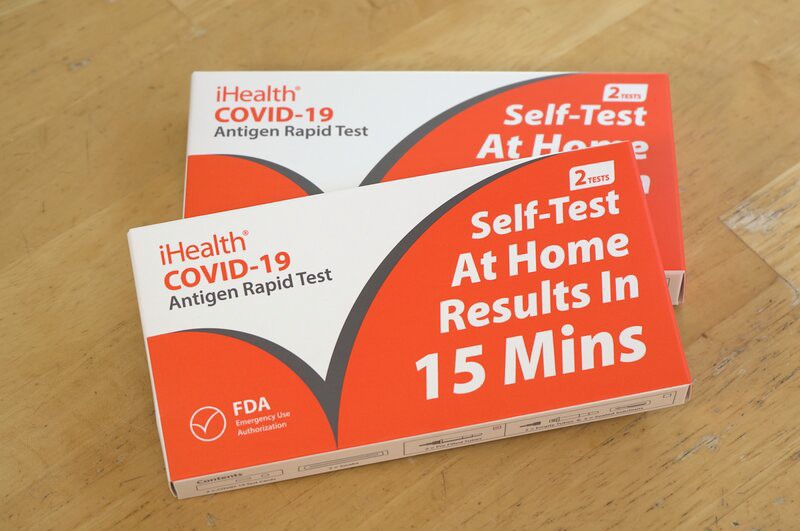 iHealth®
COVID-19
Antigen Rapid Test
2 TESTS
Self-Test
At Home
iHealth®
COVID-19
Antigen Rapid Test
2 TESTS
Self-Test
At Home
Results In
15 Mins
FDA
Emergency Use
Authorization
Contents